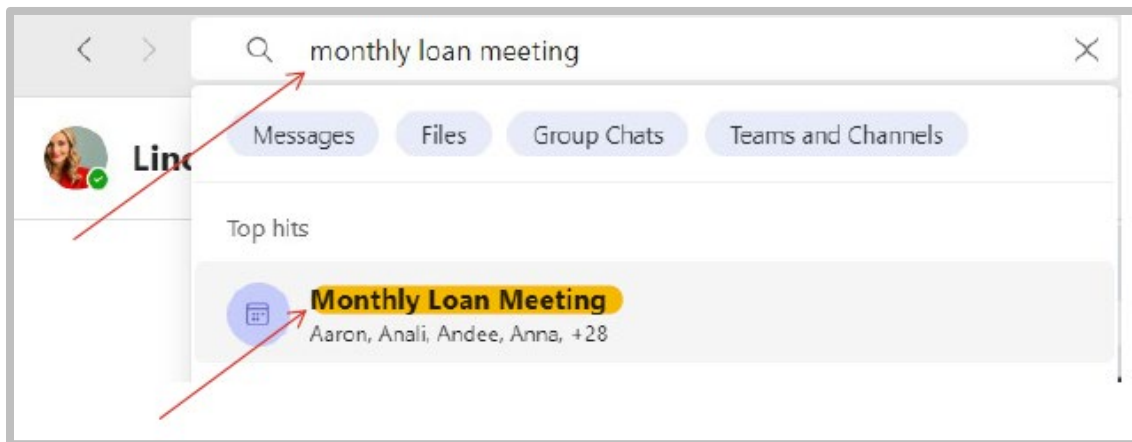 monthly loan meeting
Messages Files Group Chats Teams and Channels
Linc
Top hits
Monthly Loan Meeting
Aaron, Anali, Andee, Anna, +28